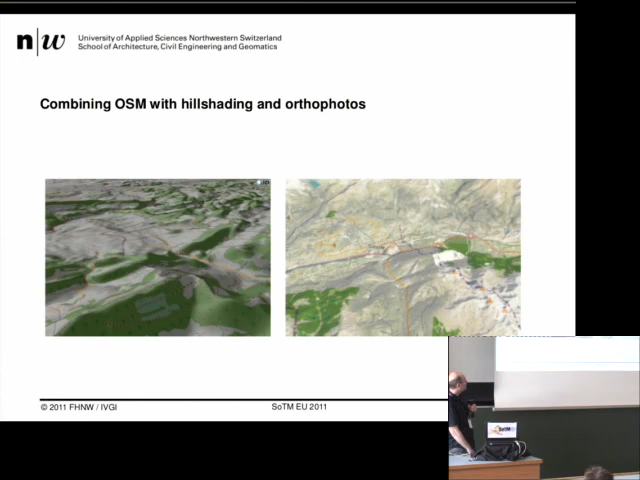 n|w
University of Applied Sciences Northwestern Switzerland
School of Architecture, Civil Engineering and Geomatics
Combining OSM with hillshading and orthophotos
© 2011 FHNW / IVGI
SoTM EU 2011
SotM